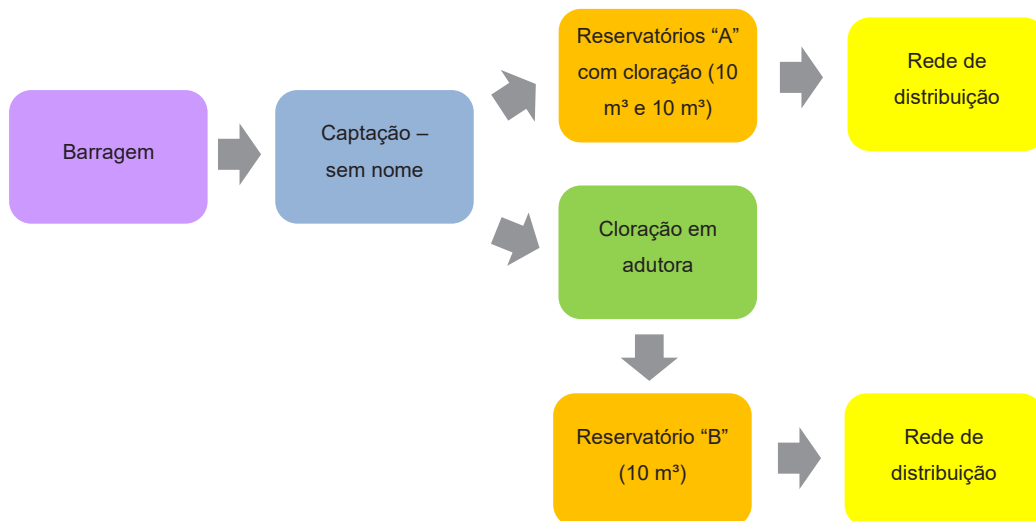 Barragem
Captação –
sem nome
Reservatórios “A”
com cloração (10
m³ e 10 m³)
Rede de
distribuição
Cloração em
adutora
Reservatório “B”
(10 m³)
Rede de
distribuição